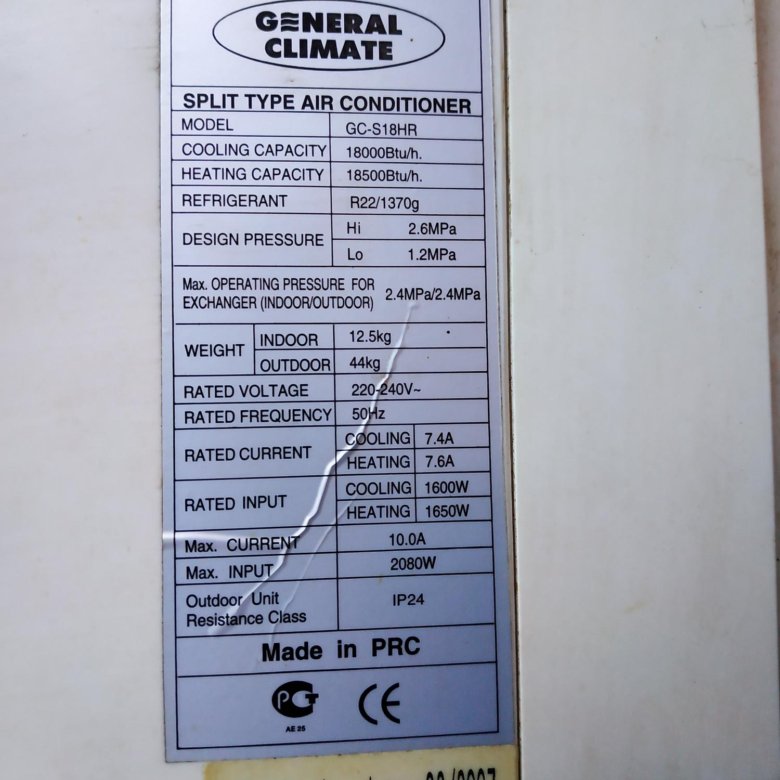 GENERAL
CLIMATE
SPLIT TYPE AIR CONDITIONER
MODEL GC-S18HR
COOLING CAPACITY 18000Btu/h.
HEATING CAPACITY 18500Btu/h.
REFRIGERANT R22/1370g
DESIGN PRESSURE Hi 2.6MPa
Lo 1.2MPa
Max. OPERATING PRESSURE FOR
EXCHANGER (INDOOR/OUTDOOR) 2.4MPa/2.4MPa
WEIGHT INDOOR 12.5kg
OUTDOOR 44kg
RATED VOLTAGE 220-240V~
RATED FREQUENCY 50Hz
RATED CURRENT COOLING 7.4A
HEATING 7.6A
RATED INPUT COOLING 1600W
HEATING 1650W
Max. CURRENT 10.0A
Max. INPUT 2080W
Outdoor Unit
Resistance Class IP24
Made in PRC
PCT CE
AE 25